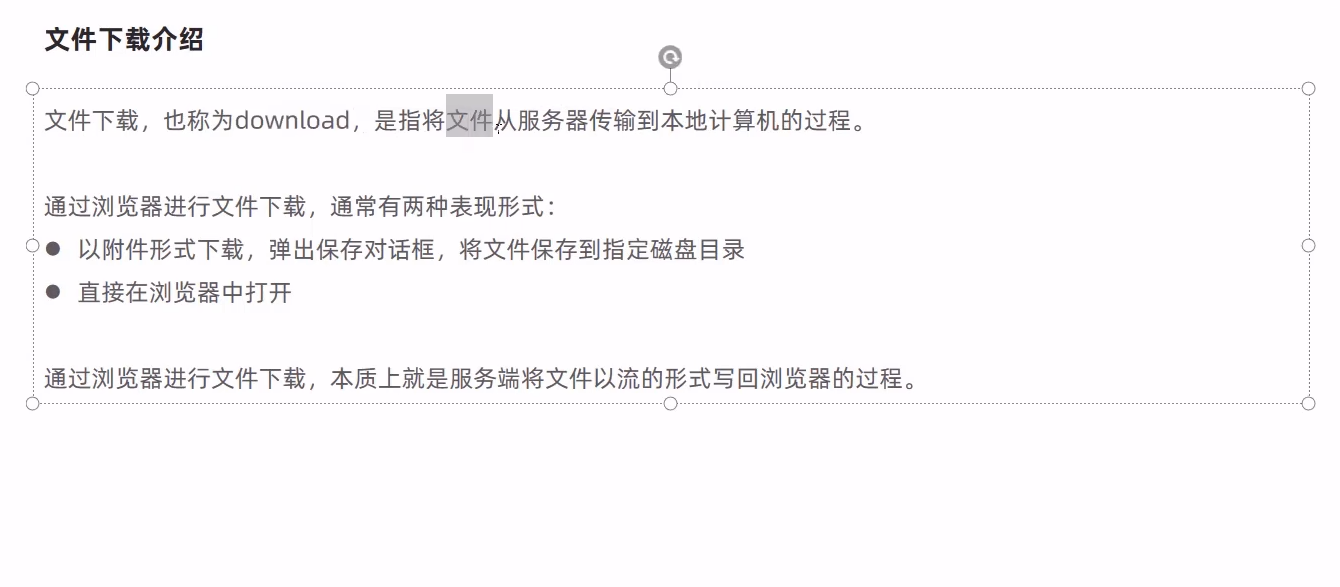 文件下载介绍
文件下载，也称为download，是指将文件从服务器传输到本地计算机的过程。
通过浏览器进行文件下载，通常有两种表现形式：
● 以附件形式下载，弹出保存对话框，将文件保存到指定磁盘目录
● 直接在浏览器中打开
通过浏览器进行文件下载，本质上就是服务端将文件以流的形式写回浏览器的过程。